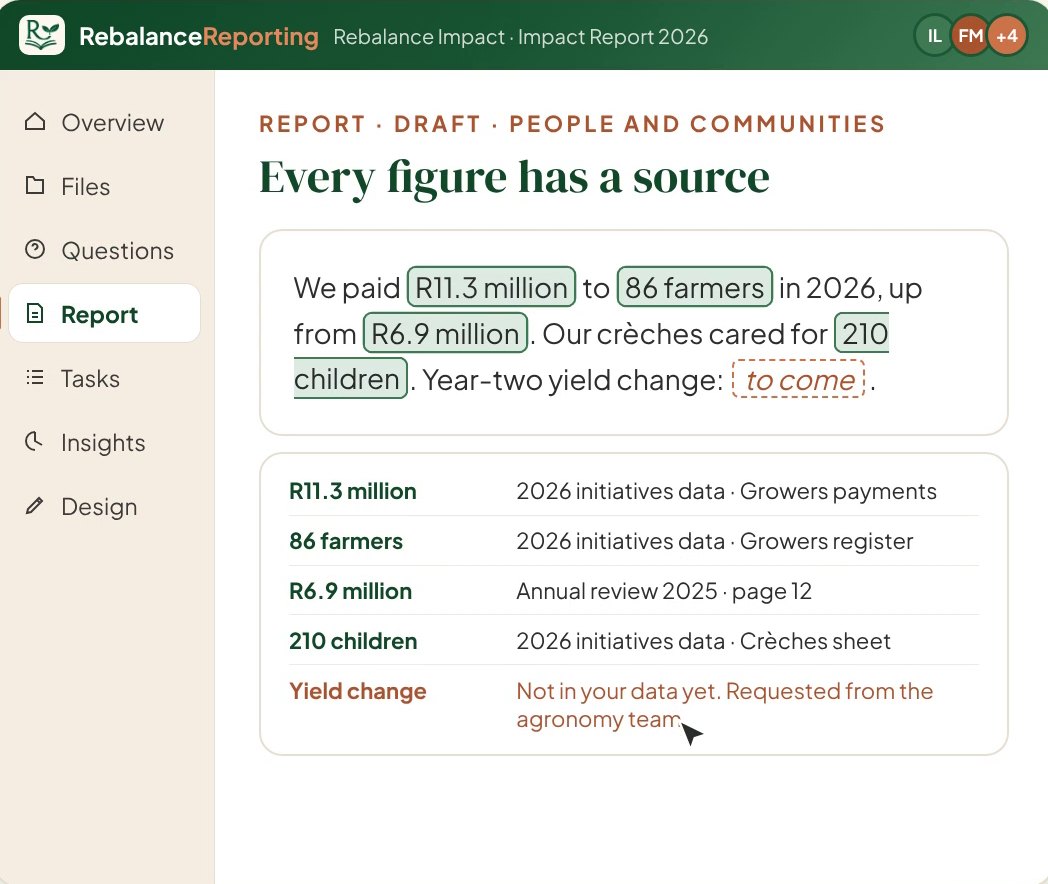 RebalanceReporting Rebalance Impact · Impact Report 2026 IL FM +4
Overview
Files
Questions
Report
Tasks
Insights
Design
REPORT · DRAFT · PEOPLE AND COMMUNITIES
Every figure has a source
We paid R11.3 million to 86 farmers in 2026, up
from R6.9 million. Our crèches cared for 210
children. Year-two yield change: to come.
R11.3 million 2026 initiatives data · Growers payments
86 farmers 2026 initiatives data · Growers register
R6.9 million Annual review 2025 · page 12
210 children 2026 initiatives data · Crèches sheet
Yield change Not in your data yet. Requested from the
agronomy team.